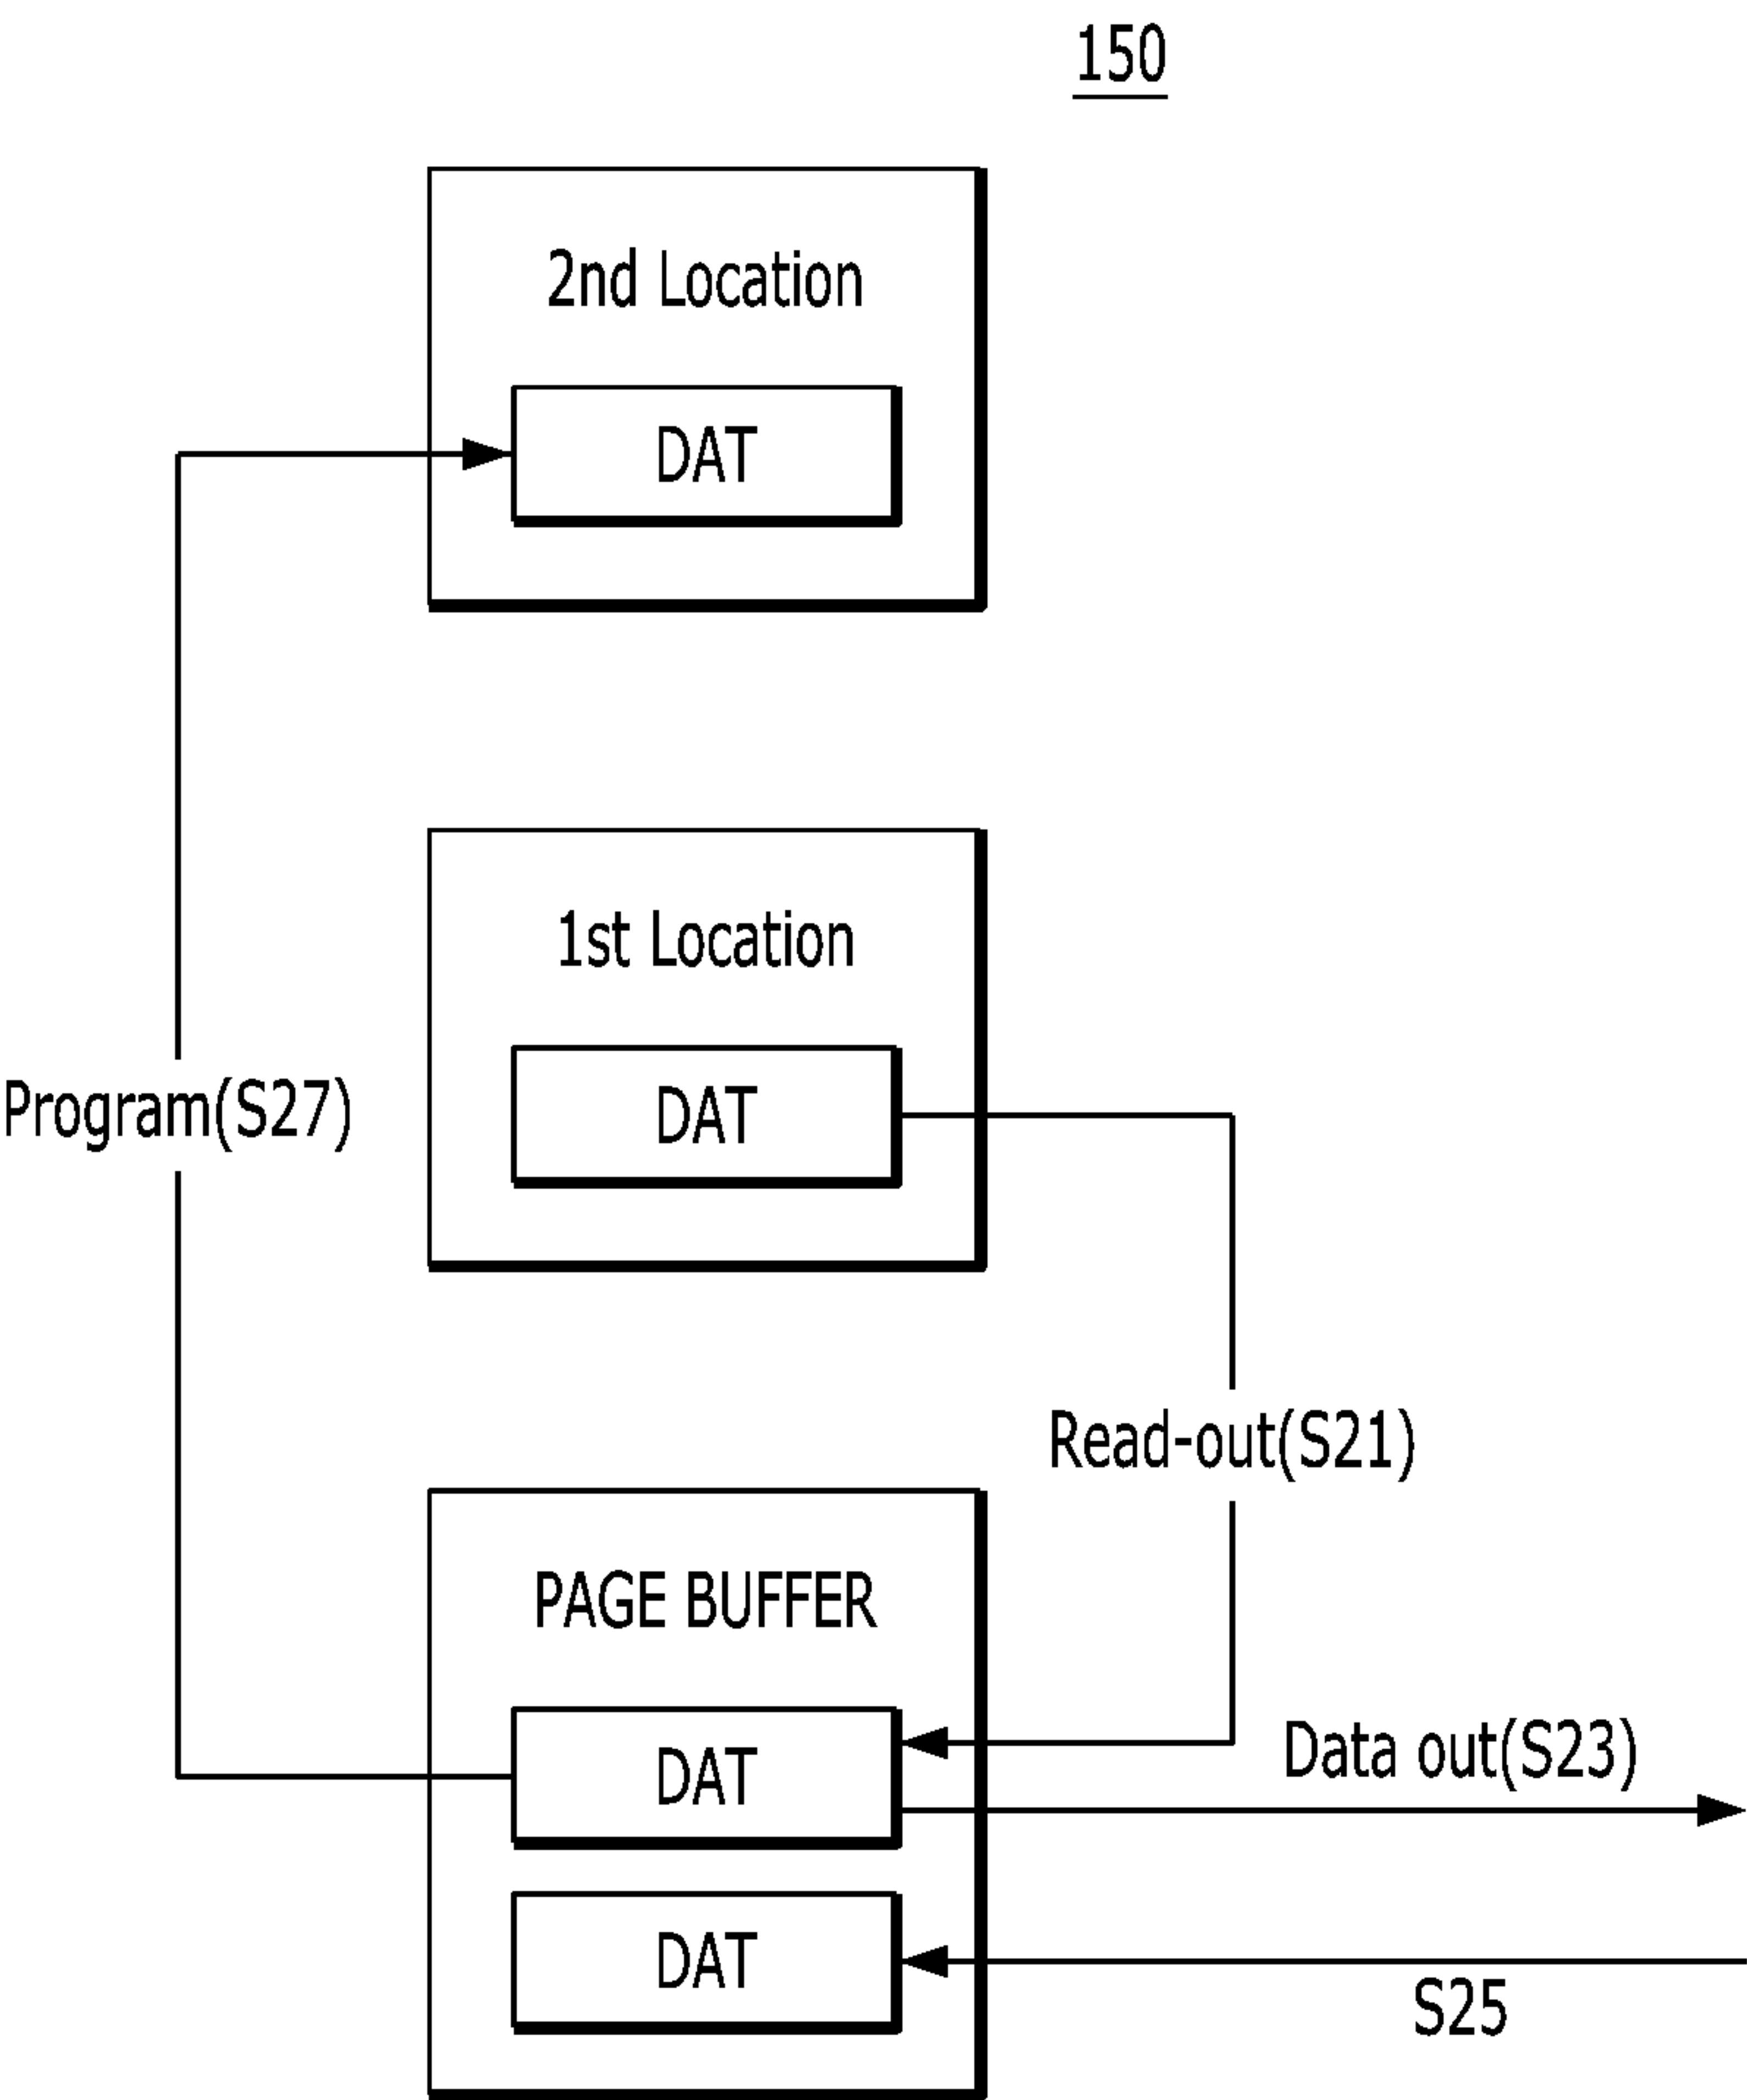 150
2nd Location
DAT
1st Location
DAT
Program(S27)
Read-out(S21)
PAGE BUFFER
DAT
Data out(S23)
DAT
S25